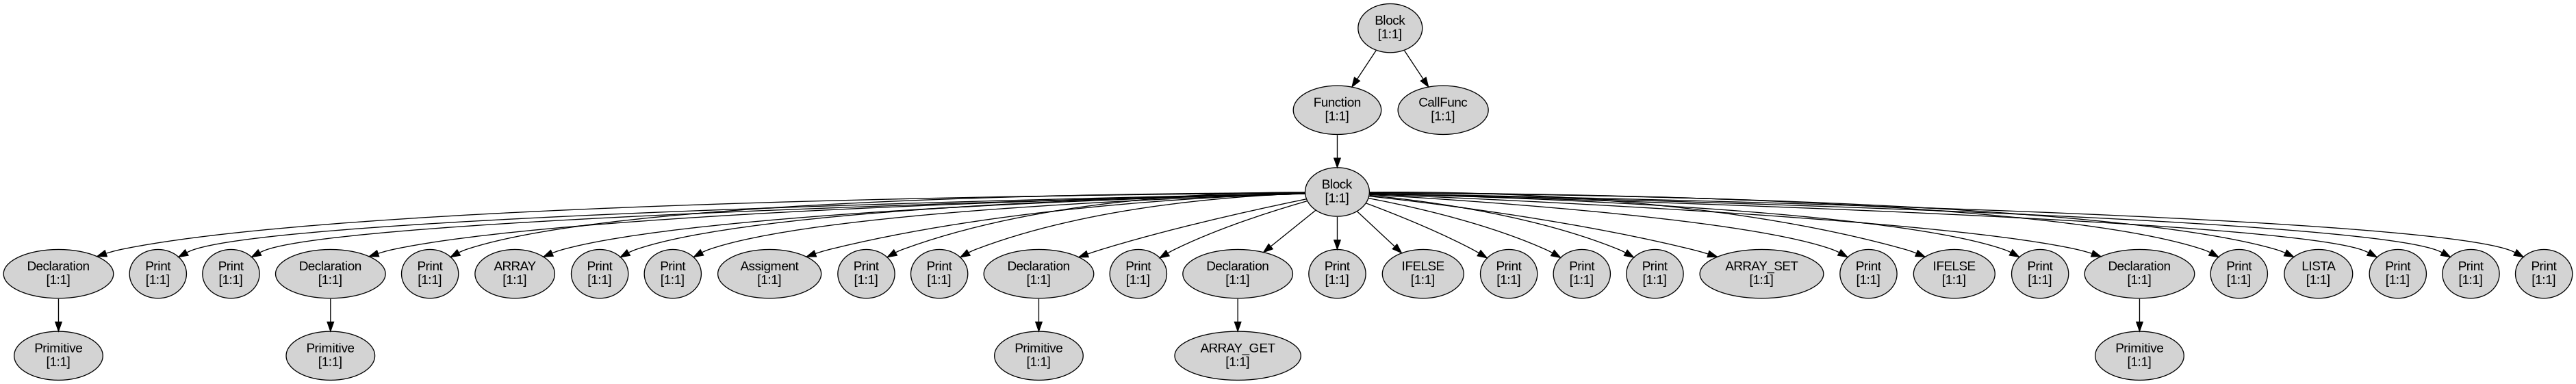 Block
[1:1]
Function
[1:1]
CallFunc
[1:1]
Block
[1:1]
Declaration
[1:1]
Print
[1:1]
Print
[1:1]
Declaration
[1:1]
Print
[1:1]
ARRAY
[1:1]
Print
[1:1]
Print
[1:1]
Assigment
[1:1]
Print
[1:1]
Print
[1:1]
Declaration
[1:1]
Print
[1:1]
Declaration
[1:1]
Print
[1:1]
IFELSE
[1:1]
Print
[1:1]
Print
[1:1]
Print
[1:1]
ARRAY_SET
[1:1]
Print
[1:1]
IFELSE
[1:1]
Print
[1:1]
Declaration
[1:1]
Print
[1:1]
LISTA
[1:1]
Print
[1:1]
Print
[1:1]
Print
[1:1]
Primitive
[1:1]
Primitive
[1:1]
Primitive
[1:1]
ARRAY_GET
[1:1]
Primitive
[1:1]